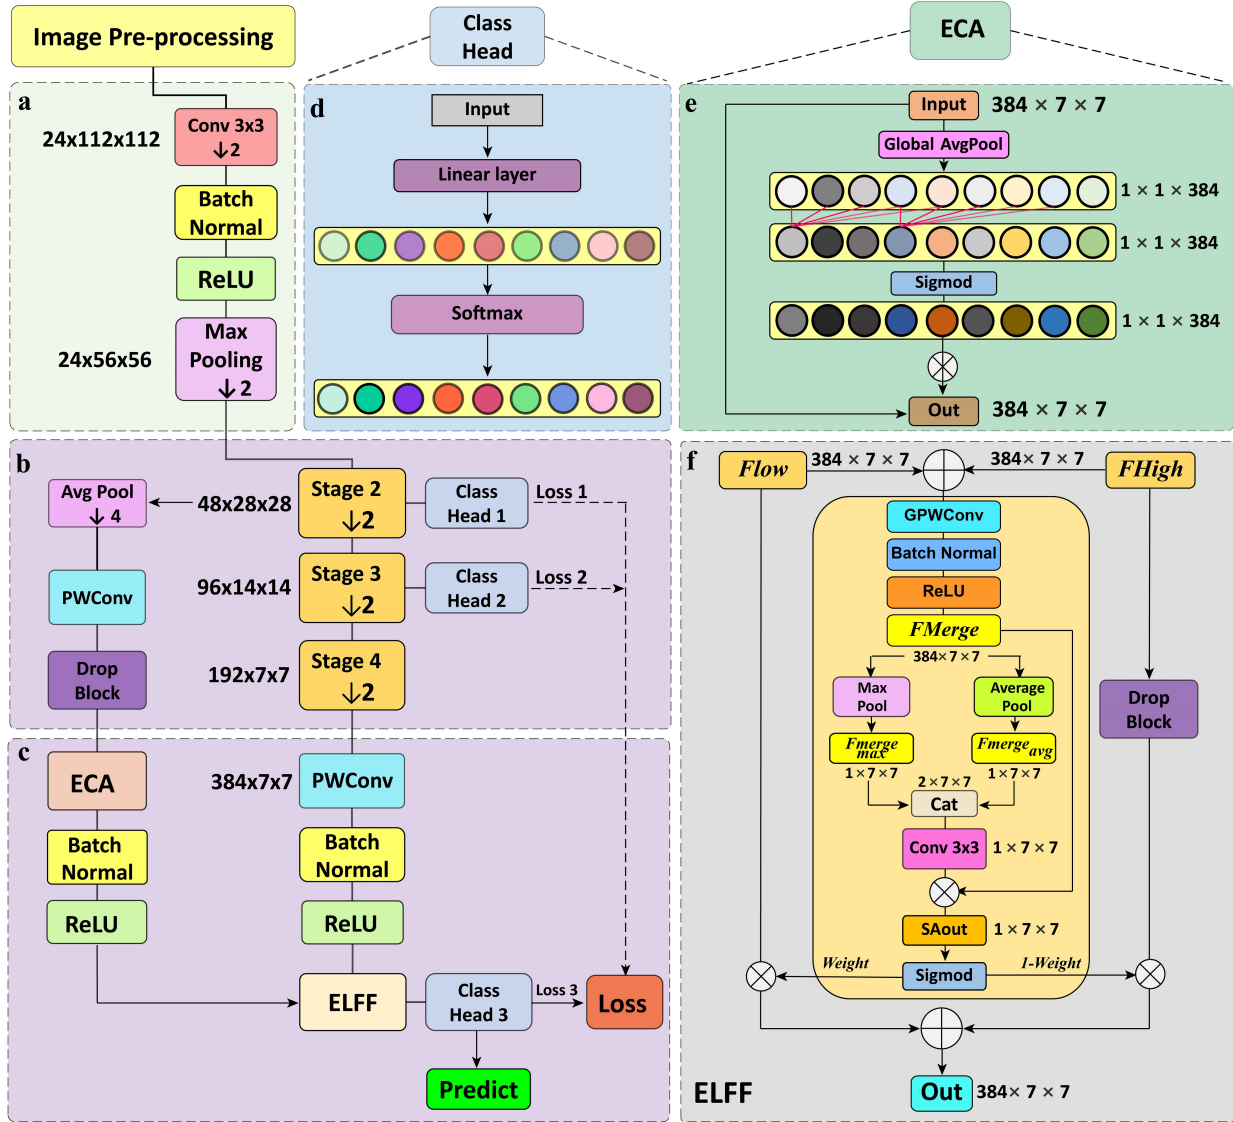 Image Pre-processing
Class
Head
ECA
a
Conv 3x3
↓2
24x112x112
Batch
Normal
ReLU
Max
Pooling
↓2
24x56x56
d
Input
Linear layer
Softmax
e
Input
384 × 7 × 7
Global AvgPool
1 × 1 × 384
1 × 1 × 384
Sigmod
1 × 1 × 384
Out
384 × 7 × 7
b
Avg Pool
↓ 4
48x28x28
Stage 2
↓2
Class
Head 1
Loss 1
PWConv
96x14x14
Stage 3
↓2
Class
Head 2
Loss 2
Drop
Block
192x7x7
Stage 4
↓2
c
ECA
384x7x7
PWConv
Batch
Normal
Batch
Normal
ReLU
ReLU
ELFF
Class
Head 3
Loss 3
Loss
Predict
f
Flow
384 × 7 × 7
384× 7 × 7
FHigh
GPWConv
Batch Normal
ReLU
FMerge
384× 7 × 7
Max
Pool
Average
Pool
Drop
Block
Fmerge
max
Fmerge avg
1 × 7 × 7
2 × 7 × 7
1 × 7 × 7
Cat
Conv 3x3
1 × 7 × 7
SAout
1 × 7 × 7
Weight
Sigmod
1-Weight
ELFF
Out
384× 7 × 7